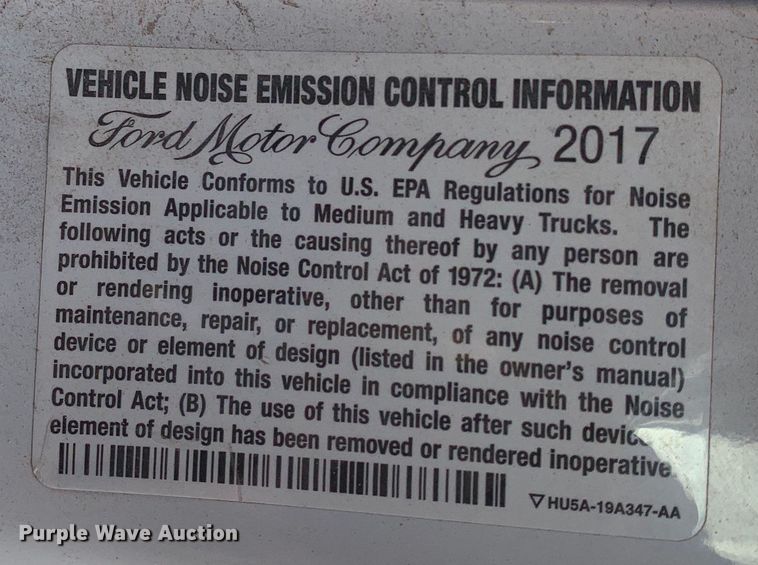 VEHICLE NOISE EMISSION CONTROL INFORMATION
Ford Motor Company 2017
This Vehicle Conforms to U.S. EPA Regulations for Noise
Emission Applicable to Medium and Heavy Trucks. The
following acts or the causing thereof by any person are
prohibited by the Noise Control Act of 1972: (A) The removal
or rendering inoperative, other than for purposes of
maintenance, repair, or replacement, of any noise control
device or element of design (listed in the owner's manual)
incorporated into this vehicle in compliance with the Noise
Control Act; (B) The use of this vehicle after such device
element of design has been removed or rendered inoperative
▽HU5A-19A347-AA
Purple Wave Auction